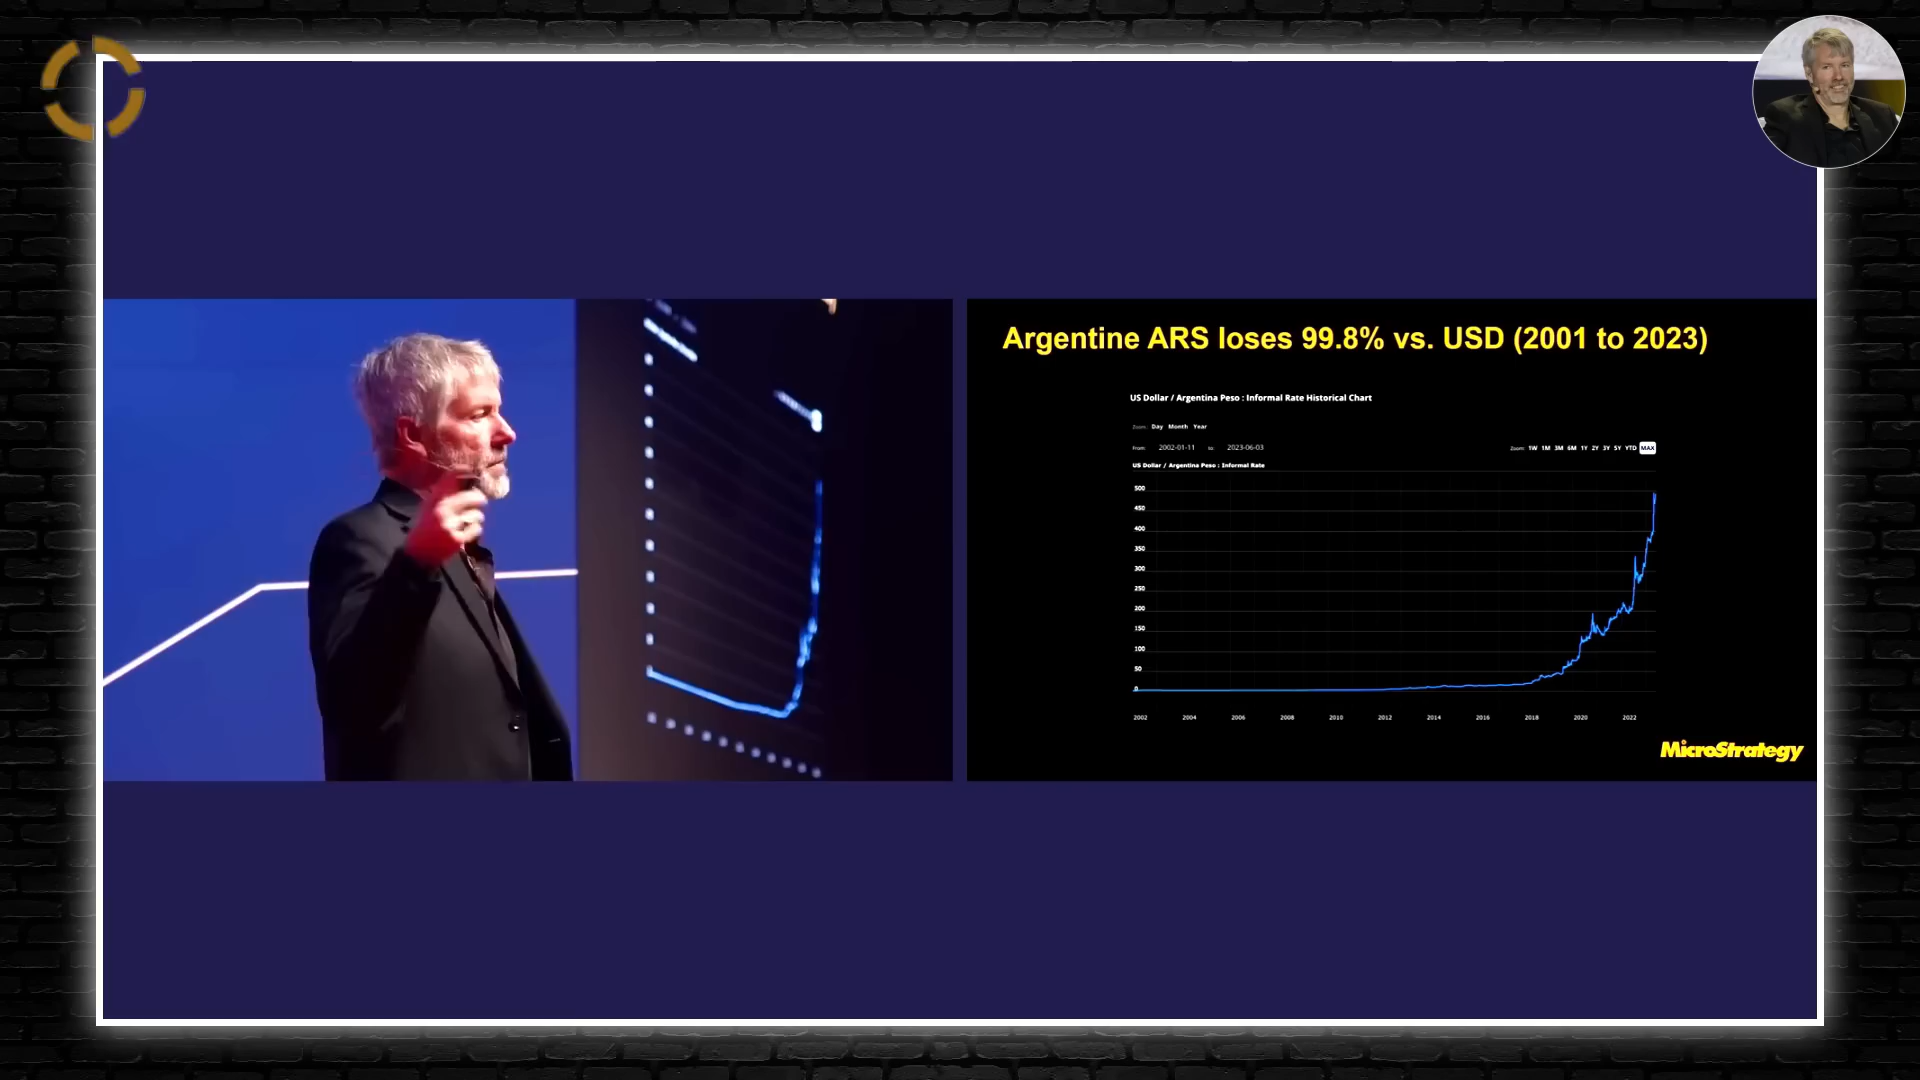 Argentine ARS loses 99.8% vs. USD (2001 to 2023)
US Dollar / Argentina Peso : Informal Rate Historical Chart
Zoom: Day Month Year
From: 2002-01-11 to: 2023-06-03
Zoom: 1W 1M 3M 6M 1Y 2Y 3Y 5Y YTD MAX
US Dollar / Argentina Peso : Informal Rate
500
450
400
350
300
250
200
150
100
50
0
2002 2004 2006 2008 2010 2012 2014 2016 2018 2020 2022
MicroStrategy